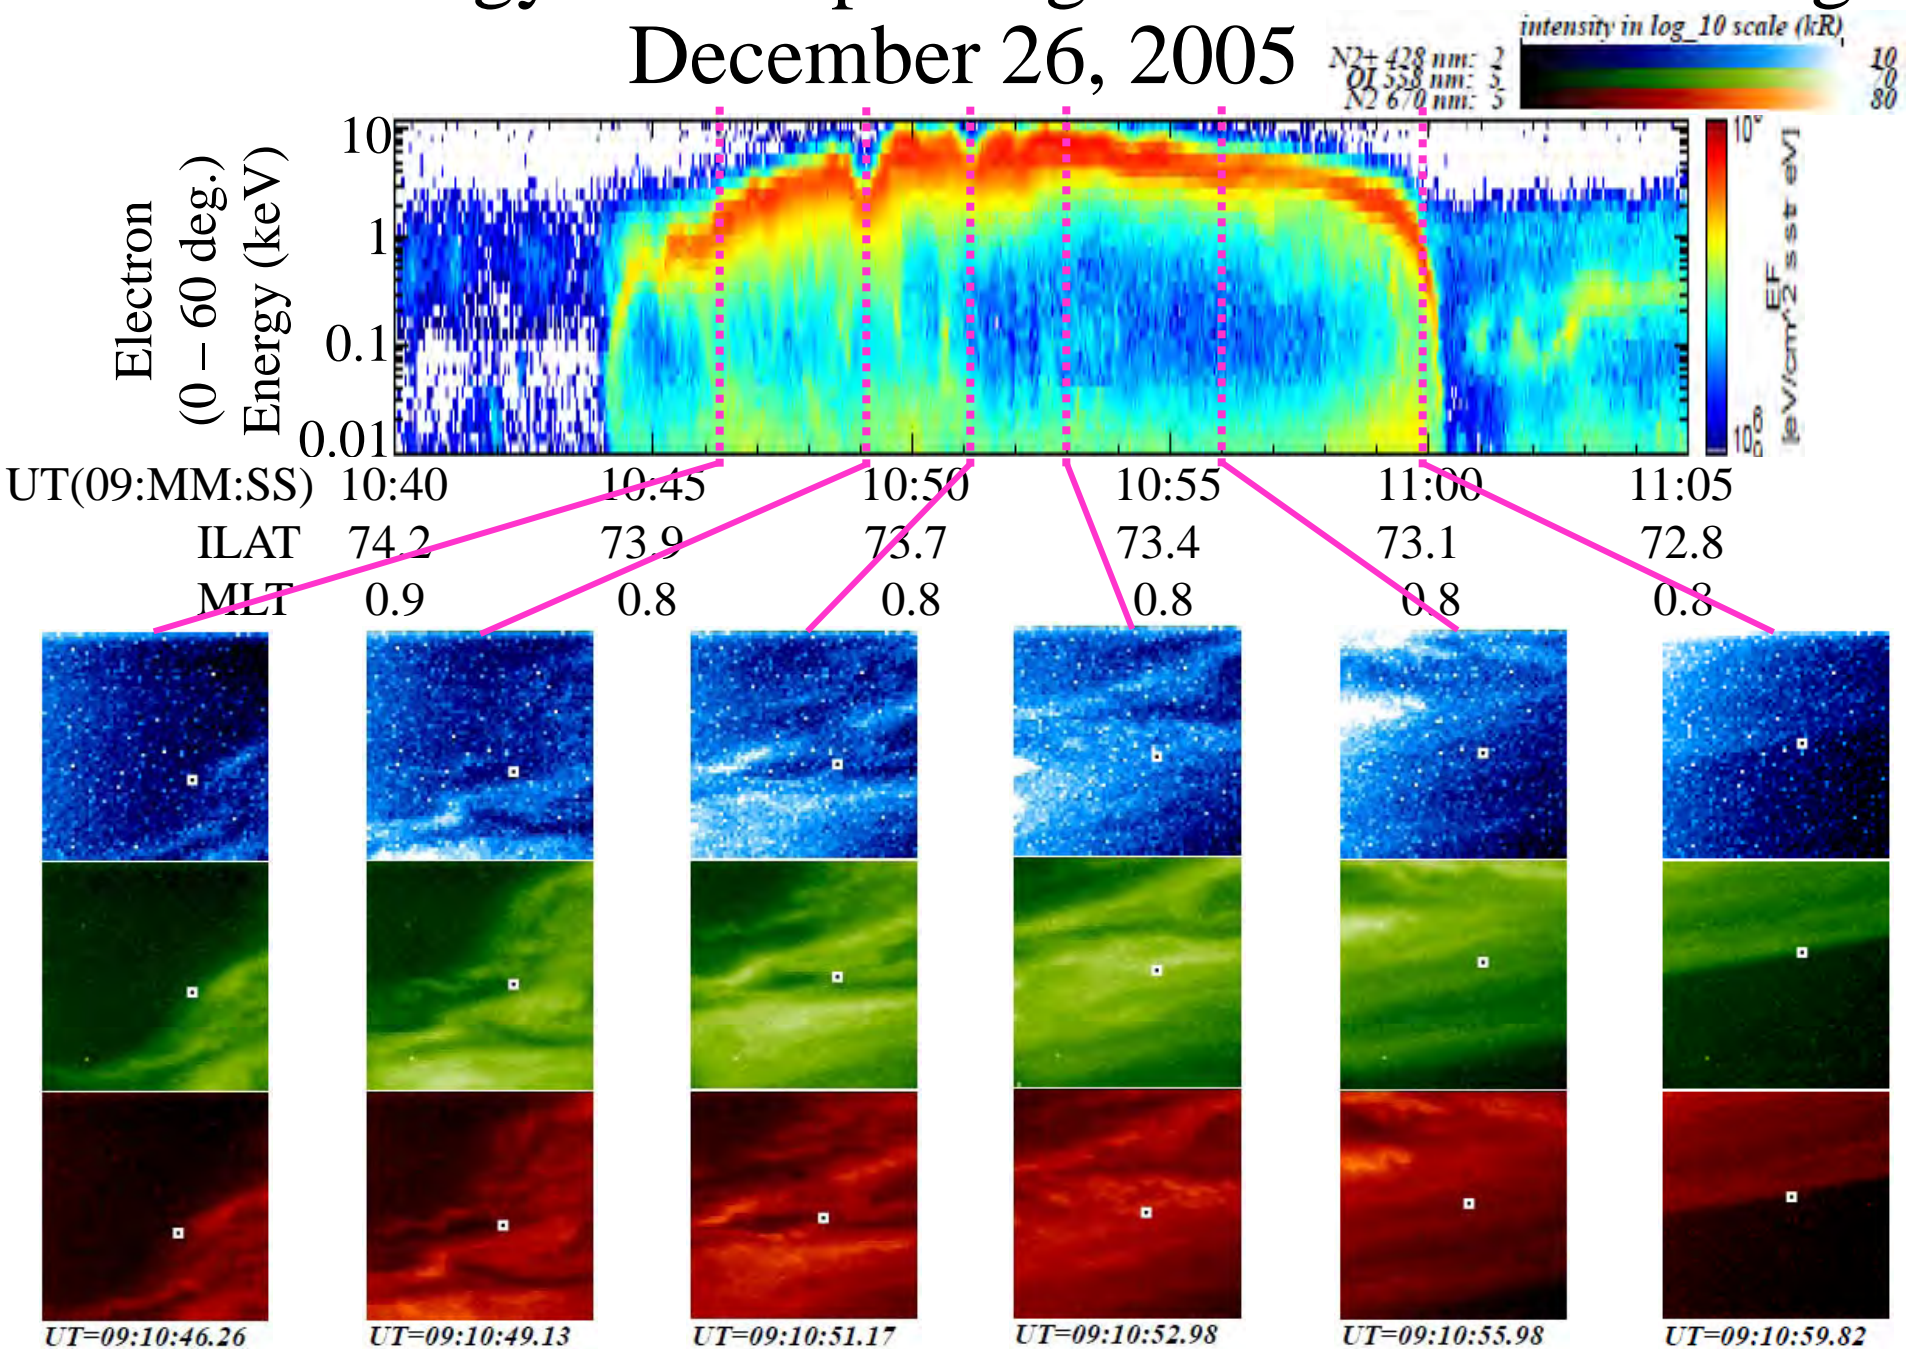 December 26, 2005
intensity in log_10 scale (kR)
N2+ 428 nm: 2 10
OI 558 nm: 3 70
N2 670 nm: 5 80
Electron
(0 – 60 deg.)
Energy (keV)
10
1
0.1
0.01
EF
[eV/cm^2 s str eV]
UT(09:MM:SS) 10:40 10:45 10:50 10:55 11:00 11:05
ILAT 74.2 73.9 73.7 73.4 73.1 72.8
MLT 0.9 0.8 0.8 0.8 0.8 0.8
UT=09:10:46.26 UT=09:10:49.13 UT=09:10:51.17 UT=09:10:52.98 UT=09:10:55.98 UT=09:10:59.82